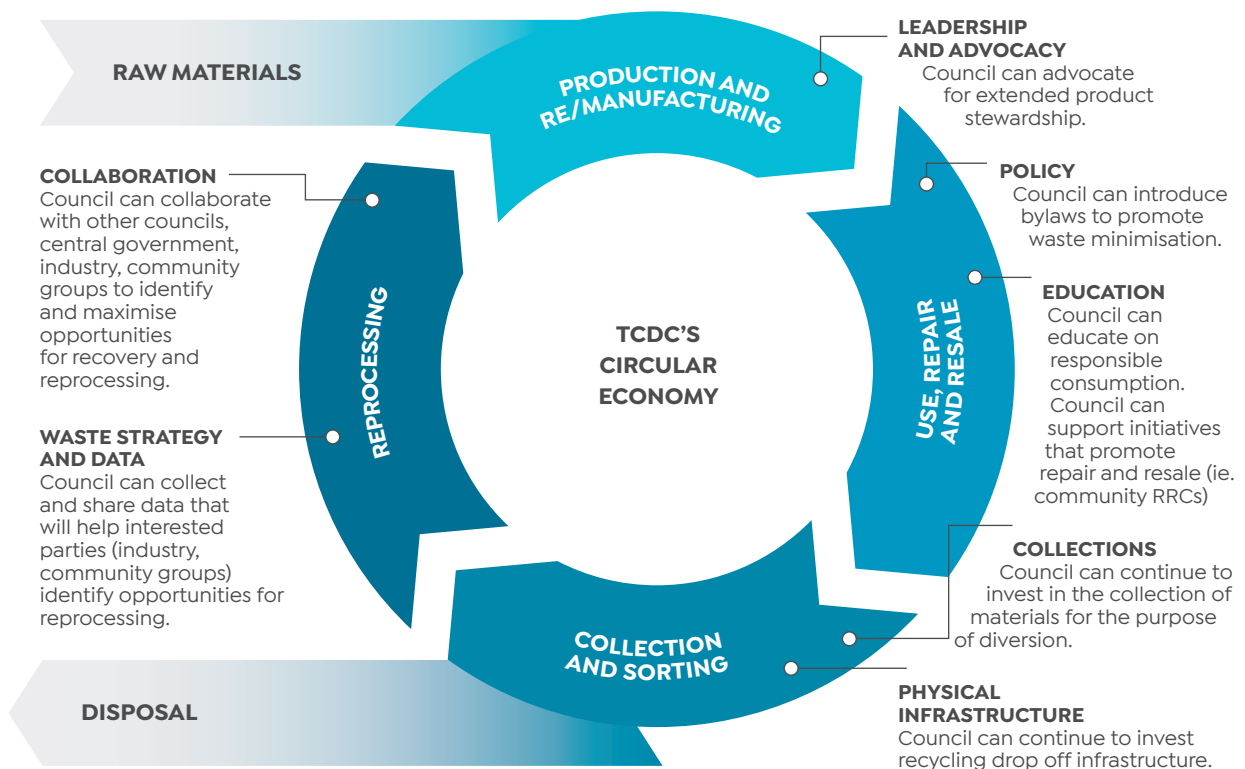 RAW MATERIALS
PRODUCTION AND
RE/MANUFACTURING
LEADERSHIP
AND ADVOCACY
Council can advocate
for extended product
stewardship.
POLICY
Council can introduce
bylaws to promote
waste minimisation.
EDUCATION
Council can
educate on
responsible
consumption.
Council can
support initiatives
that promote
repair and resale (ie.
community RRCs)
USE, REPAIR
AND RESALE
COLLECTIONS
Council can continue to
invest in the collection of
materials for the purpose
of diversion.
PHYSICAL
INFRASTRUCTURE
Council can continue to invest
recycling drop off infrastructure.
COLLECTION
AND SORTING
DISPOSAL
REPROCESSING
COLLABORATION
Council can collaborate
with other councils,
central government,
industry, community
groups to identify
and maximise
opportunities
for recovery and
reprocessing.
WASTE STRATEGY
AND DATA
Council can collect
and share data that
will help interested
parties (industry,
community groups)
identify opportunities for
reprocessing.
TCDC'S
CIRCULAR
ECONOMY